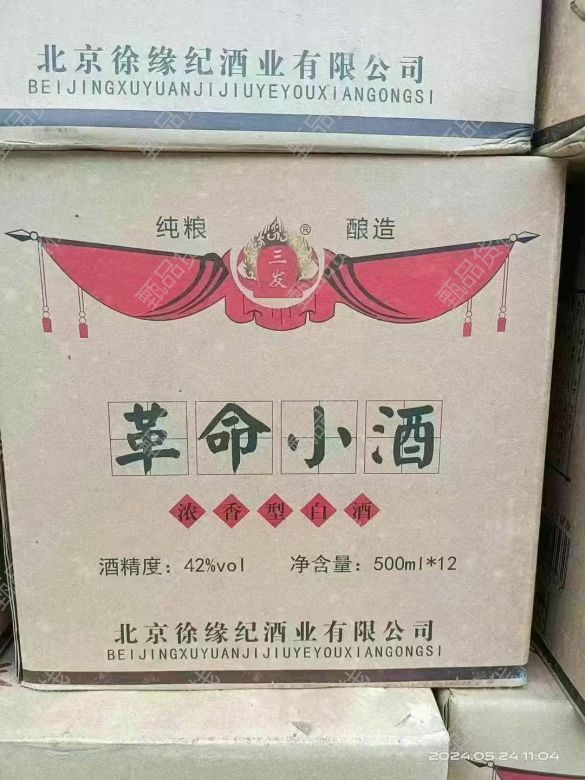 北京徐缘纪酒业有限公司
BEIJINGXUYUANJIJIUYEYOUXIANGONGSI
纯粮 酿造
三发®
革命小酒
浓香型白酒
酒精度：42%vol 净含量：500ml*12
北京徐缘纪酒业有限公司
BEIJINGXUYUANJIJIUYEYOUXIANGONGSI
2024.05.24 11:04